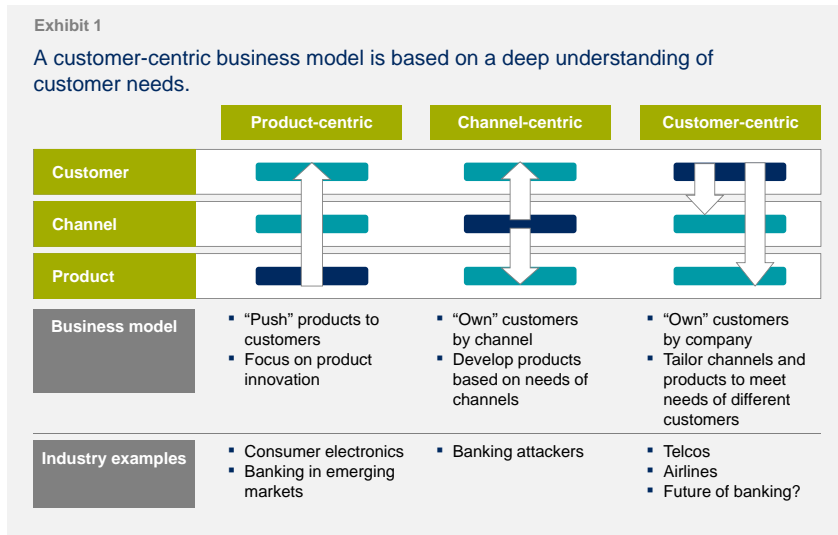 Exhibit 1
A customer-centric business model is based on a deep understanding of
customer needs.
Product-centric
Channel-centric
Customer-centric
Customer
Channel
Product
Business model
▪ “Push” products to
customers
▪ Focus on product
innovation
▪ “Own” customers
by channel
▪ Develop products
based on needs of
channels
▪ “Own” customers
by company
▪ Tailor channels and
products to meet
needs of different
customers
Industry examples
▪ Consumer electronics
▪ Banking in emerging
markets
▪ Banking attackers
▪ Telcos
▪ Airlines
▪ Future of banking?